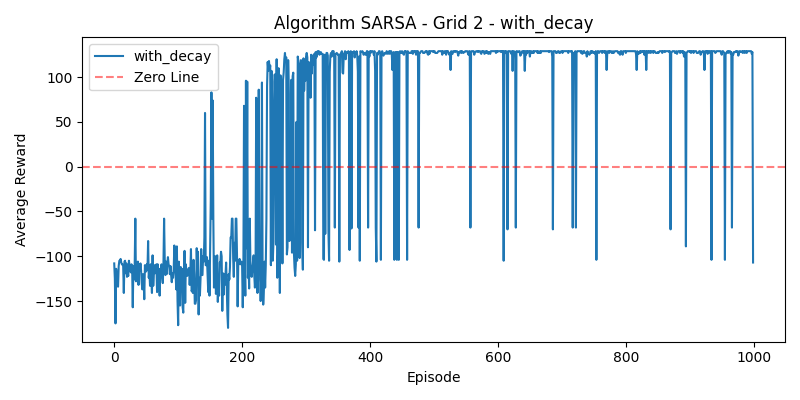 Algorithm SARSA - Grid 2 - with_decay
with_decay
Zero Line
Average Reward
100
50
0
−50
−100
−150
0
200
400
600
800
1000
Episode